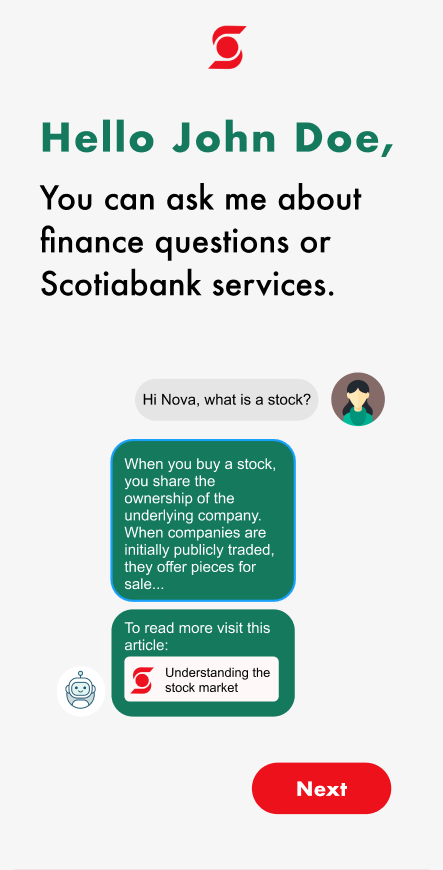 Hello John Doe,
You can ask me about
finance questions or
Scotiabank services.
Hi Nova, what is a stock?
When you buy a stock,
you share the
ownership of the
underlying company.
When companies are
initially publicly traded,
they offer pieces for
sale...
To read more visit this
article:
Understanding the
stock market
Next